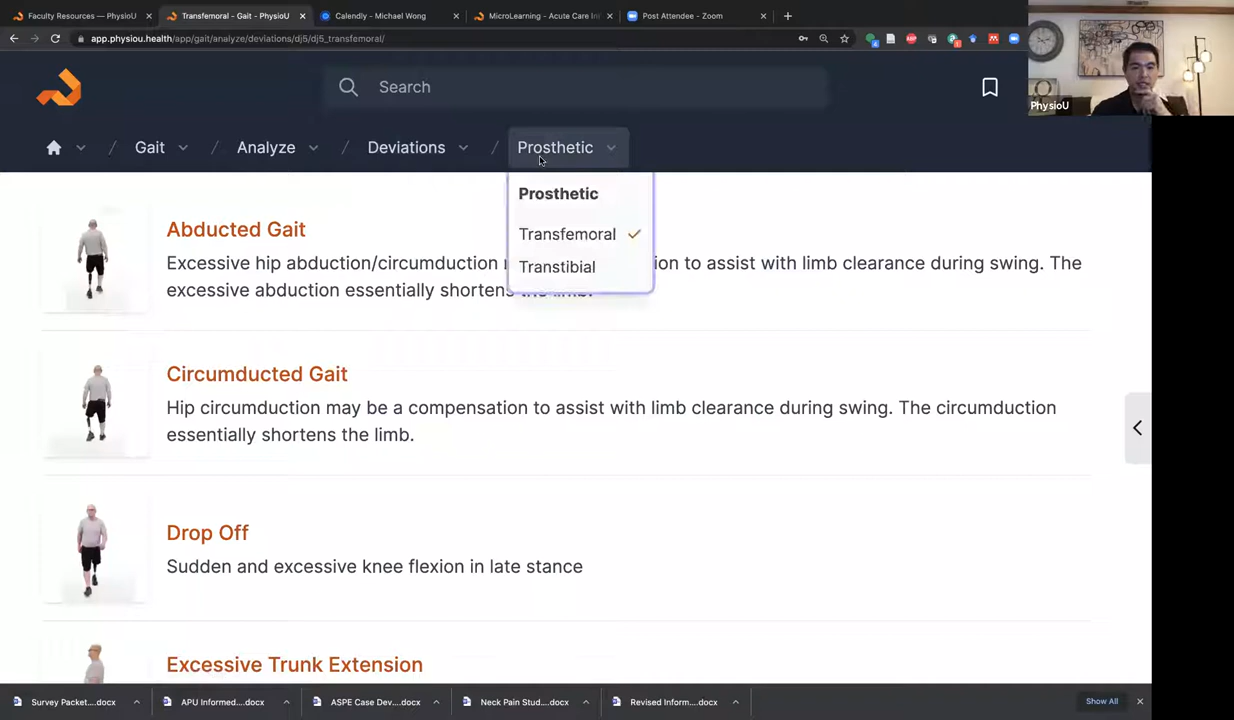 Faculty Resources — PhysioU
Transfemoral - Gait - PhysioU
Calendly - Michael Wong
MicroLearning - Acute Care In
Post Attendee - Zoom
app.physiou.health/app/gait/analyze/deviations/dj5/dj5_transfemoral/
PhysioU
Search
Gait / Analyze / Deviations / Prosthetic
Prosthetic
Transfemoral
Transtibial
Abducted Gait
Excessive hip abduction/circumduction ion to assist with limb clearance during swing. The
excessive abduction essentially shortens the limb.
Circumducted Gait
Hip circumduction may be a compensation to assist with limb clearance during swing. The circumduction
essentially shortens the limb.
Drop Off
Sudden and excessive knee flexion in late stance
Excessive Trunk Extension
Survey Packet....docx
APU Informed....docx
ASPE Case Dev....docx
Neck Pain Stud....docx
Revised Inform....docx
Show All